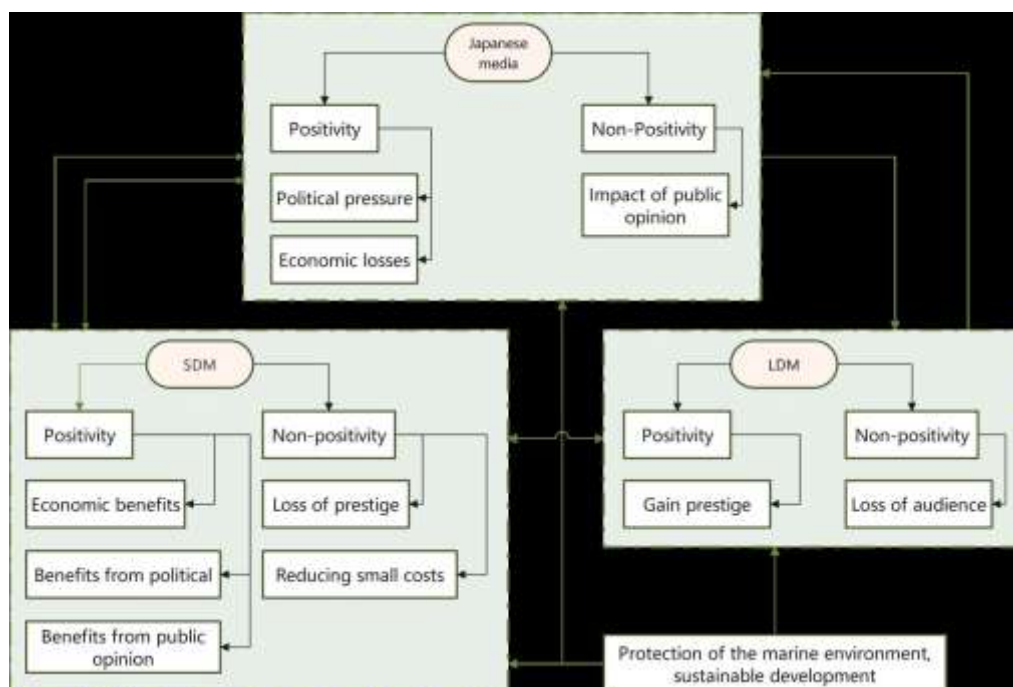 Japanese
media
Positivity
Non-Positivity
Political pressure
Impact of public
opinion
Economic losses
SDM
LDM
Positivity
Non-positivity
Positivity
Non-positivity
Economic benefits
Loss of prestige
Gain prestige
Loss of audience
Benefits from political
Reducing small costs
Benefits from public
opinion
Protection of the marine environment,
sustainable development